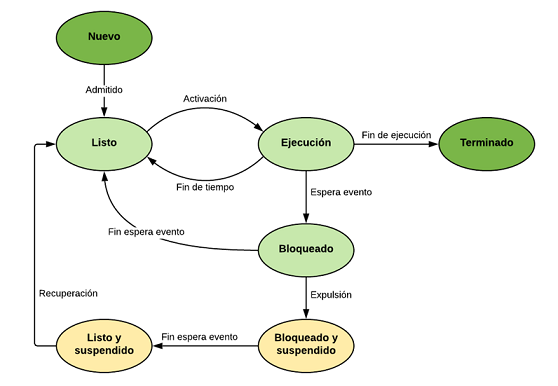 Nuevo
Admitido
Activación
Listo
Ejecución
Fin de ejecución
Terminado
Fin de tiempo
Espera evento
Fin espera evento
Bloqueado
Recuperación
Expulsión
Listo y
suspendido
Fin espera evento
Bloqueado y
suspendido